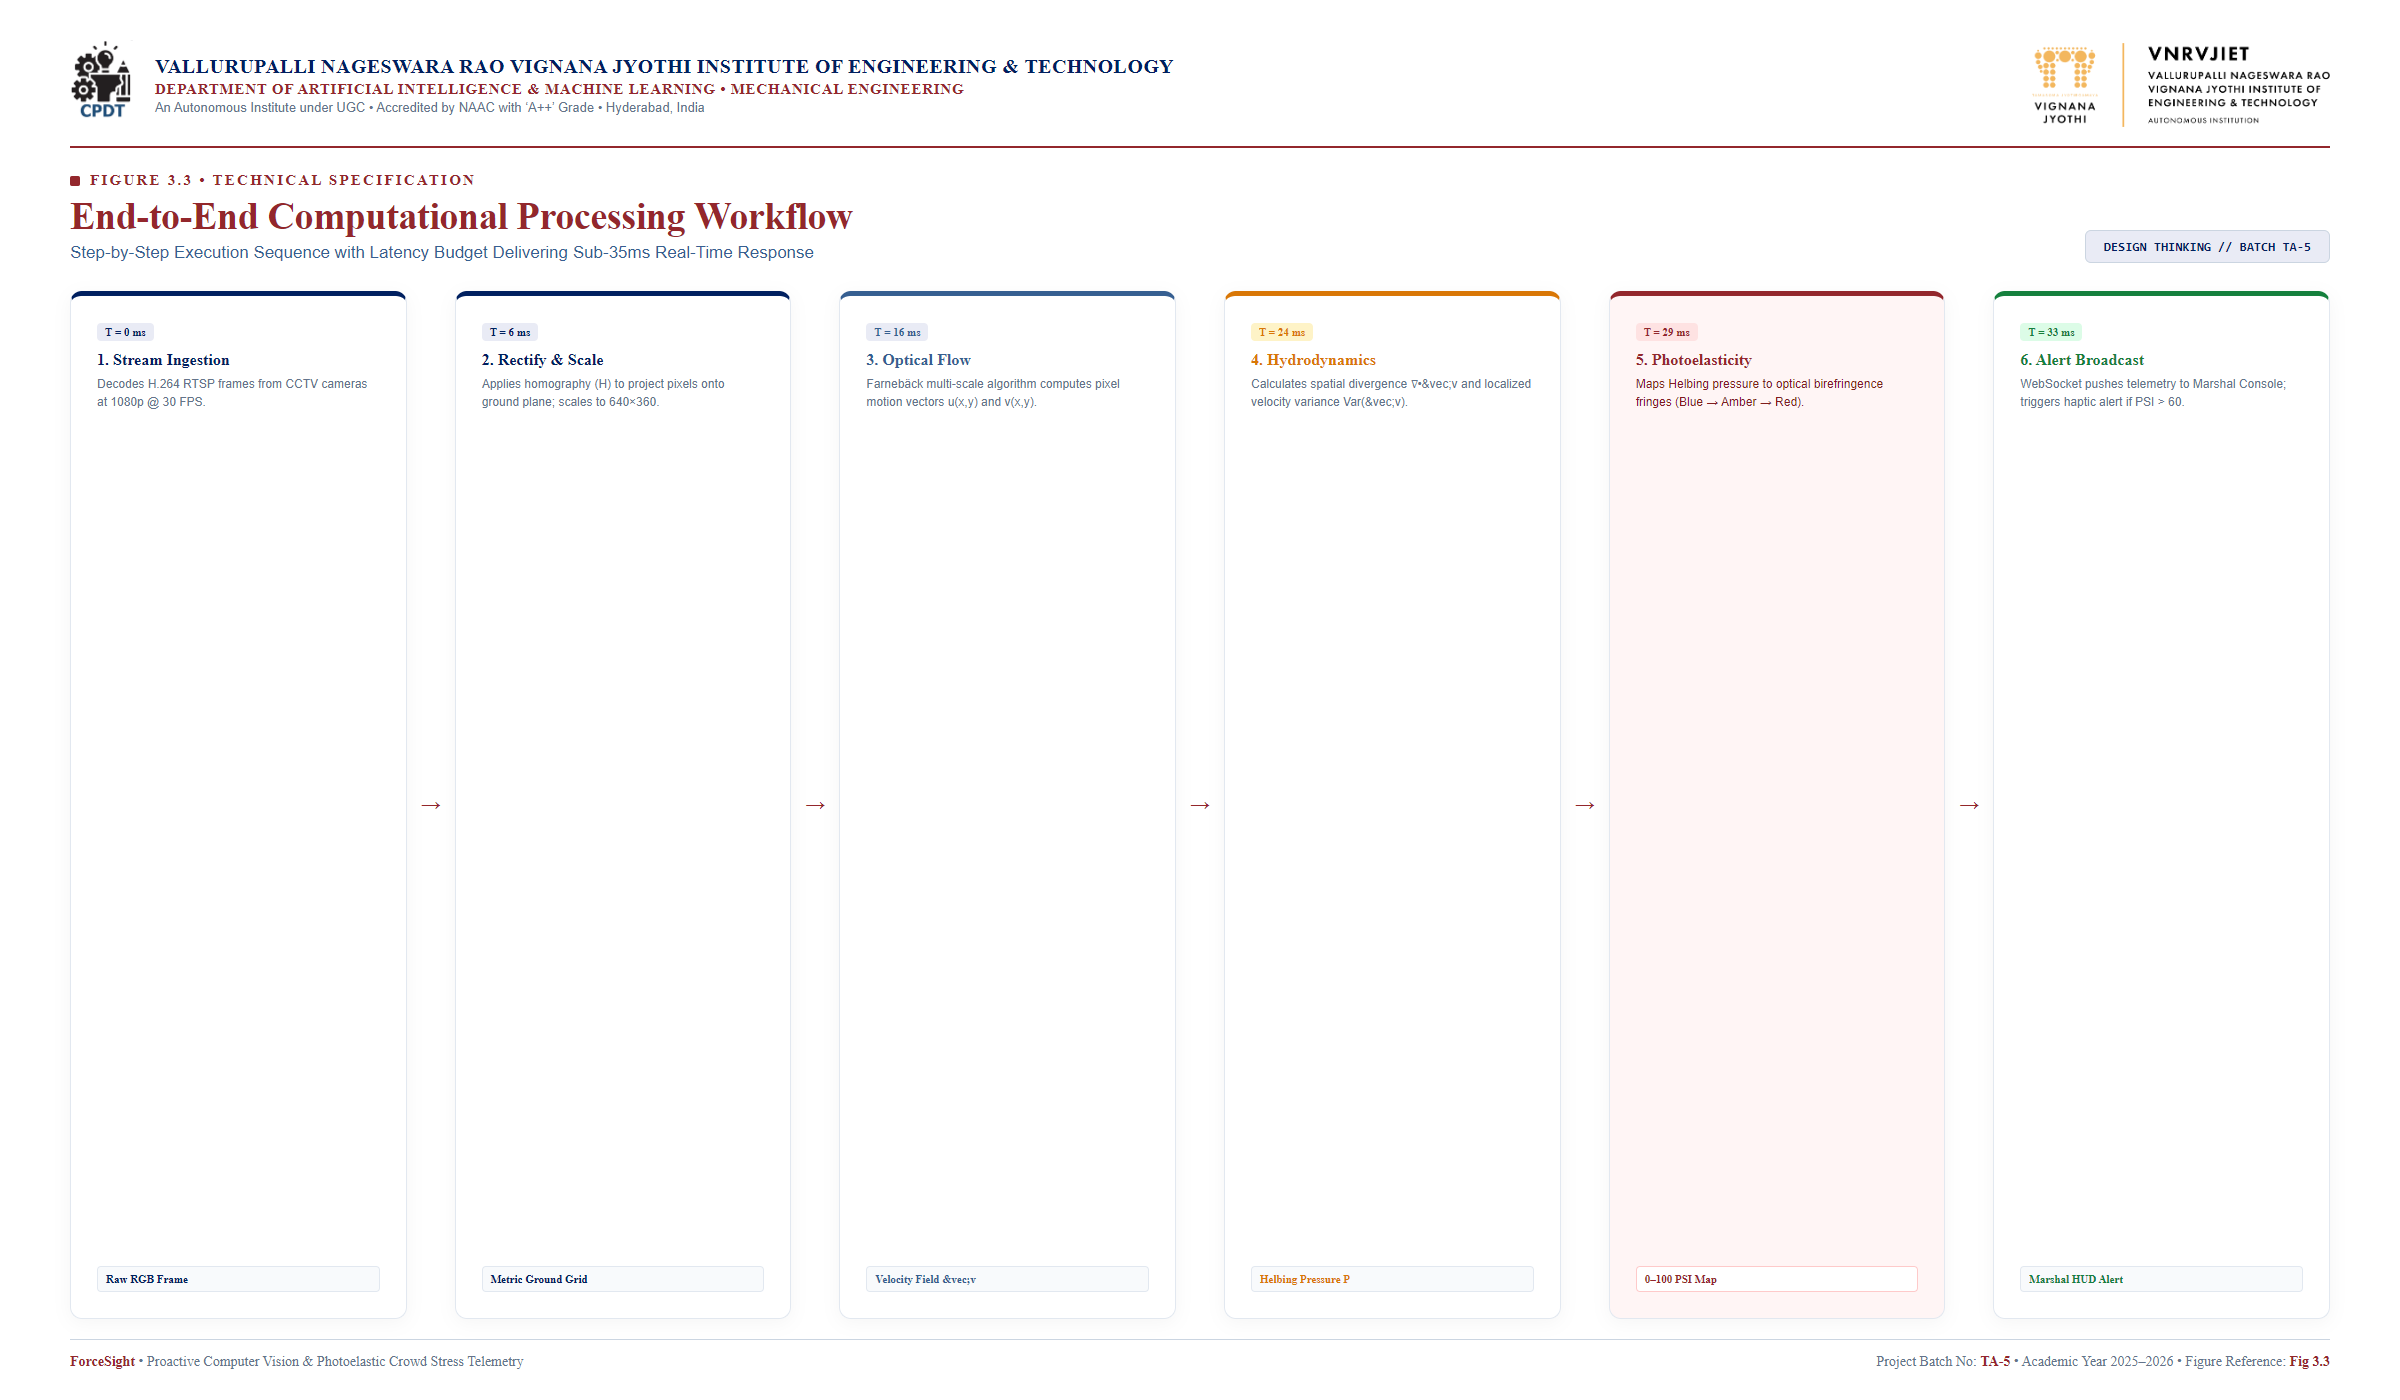 CPDT
VALLURUPALLI NAGESWARA RAO VIGNANA JYOTHI INSTITUTE OF ENGINEERING & TECHNOLOGY
DEPARTMENT OF ARTIFICIAL INTELLIGENCE & MACHINE LEARNING • MECHANICAL ENGINEERING
An Autonomous Institute under UGC • Accredited by NAAC with ‘A++’ Grade • Hyderabad, India
VIGNANA
JYOTHI
VNRVJIET
VALLURUPALLI NAGESWARA RAO
VIGNANA JYOTHI INSTITUTE OF
ENGINEERING & TECHNOLOGY
AUTONOMOUS INSTITUTION
FIGURE 3.3 • TECHNICAL SPECIFICATION
End-to-End Computational Processing Workflow
Step-by-Step Execution Sequence with Latency Budget Delivering Sub-35ms Real-Time Response
DESIGN THINKING // BATCH TA-5
T = 0 ms
1. Stream Ingestion
Decodes H.264 RTSP frames from CCTV cameras
at 1080p @ 30 FPS.
Raw RGB Frame
→
T = 6 ms
2. Rectify & Scale
Applies homography (H) to project pixels onto
ground plane; scales to 640×360.
Metric Ground Grid
→
T = 16 ms
3. Optical Flow
Farnebäck multi-scale algorithm computes pixel
motion vectors u(x,y) and v(x,y).
Velocity Field &vec;v
→
T = 24 ms
4. Hydrodynamics
Calculates spatial divergence ∇•&vec;v and localized
velocity variance Var(&vec;v).
Helbing Pressure P
→
T = 29 ms
5. Photoelasticity
Maps Helbing pressure to optical birefringence
fringes (Blue → Amber → Red).
0–100 PSI Map
→
T = 33 ms
6. Alert Broadcast
WebSocket pushes telemetry to Marshal Console;
triggers haptic alert if PSI > 60.
Marshal HUD Alert
ForceSight • Proactive Computer Vision & Photoelastic Crowd Stress Telemetry
Project Batch No: TA-5 • Academic Year 2025–2026 • Figure Reference: Fig 3.3